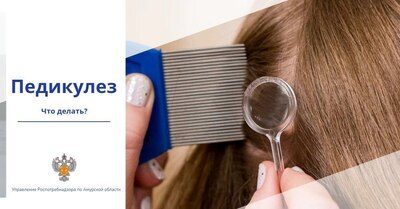 Педикулез
Что делать?
Управление Роспотребнадзора по Амурской области